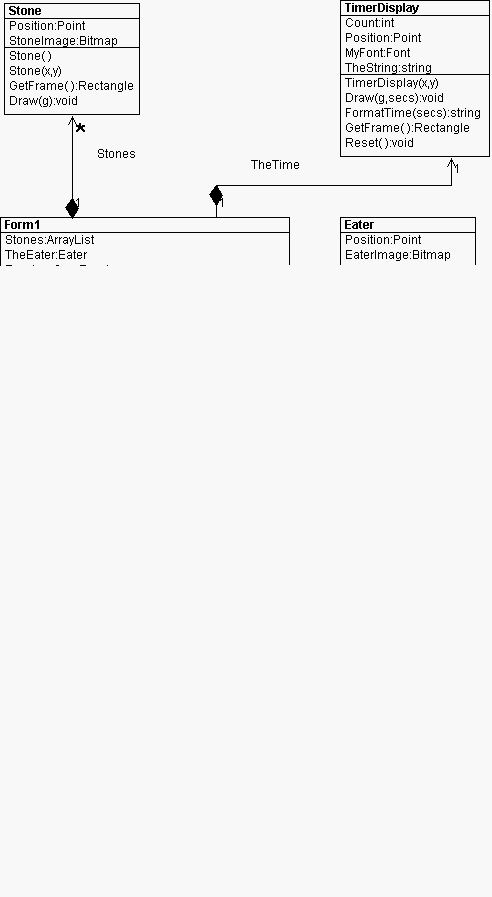 Stone
Position:Point
StoneImage:Bitmap
Stone()
Stone(x,y)
GetFrame():Rectangle
Draw(g):void
TimerDisplay
Count:int
Position:Point
MyFont:Font
TheString:string
TimerDisplay(x,y)
Draw(g,secs):void
FormatTime(secs):string
GetFrame():Rectangle
Reset():void
*
Stones
1
TheTime
1
1
Form1
Stones:ArrayList
TheEater:Eater
Eater
Position:Point
EaterImage:Bitmap